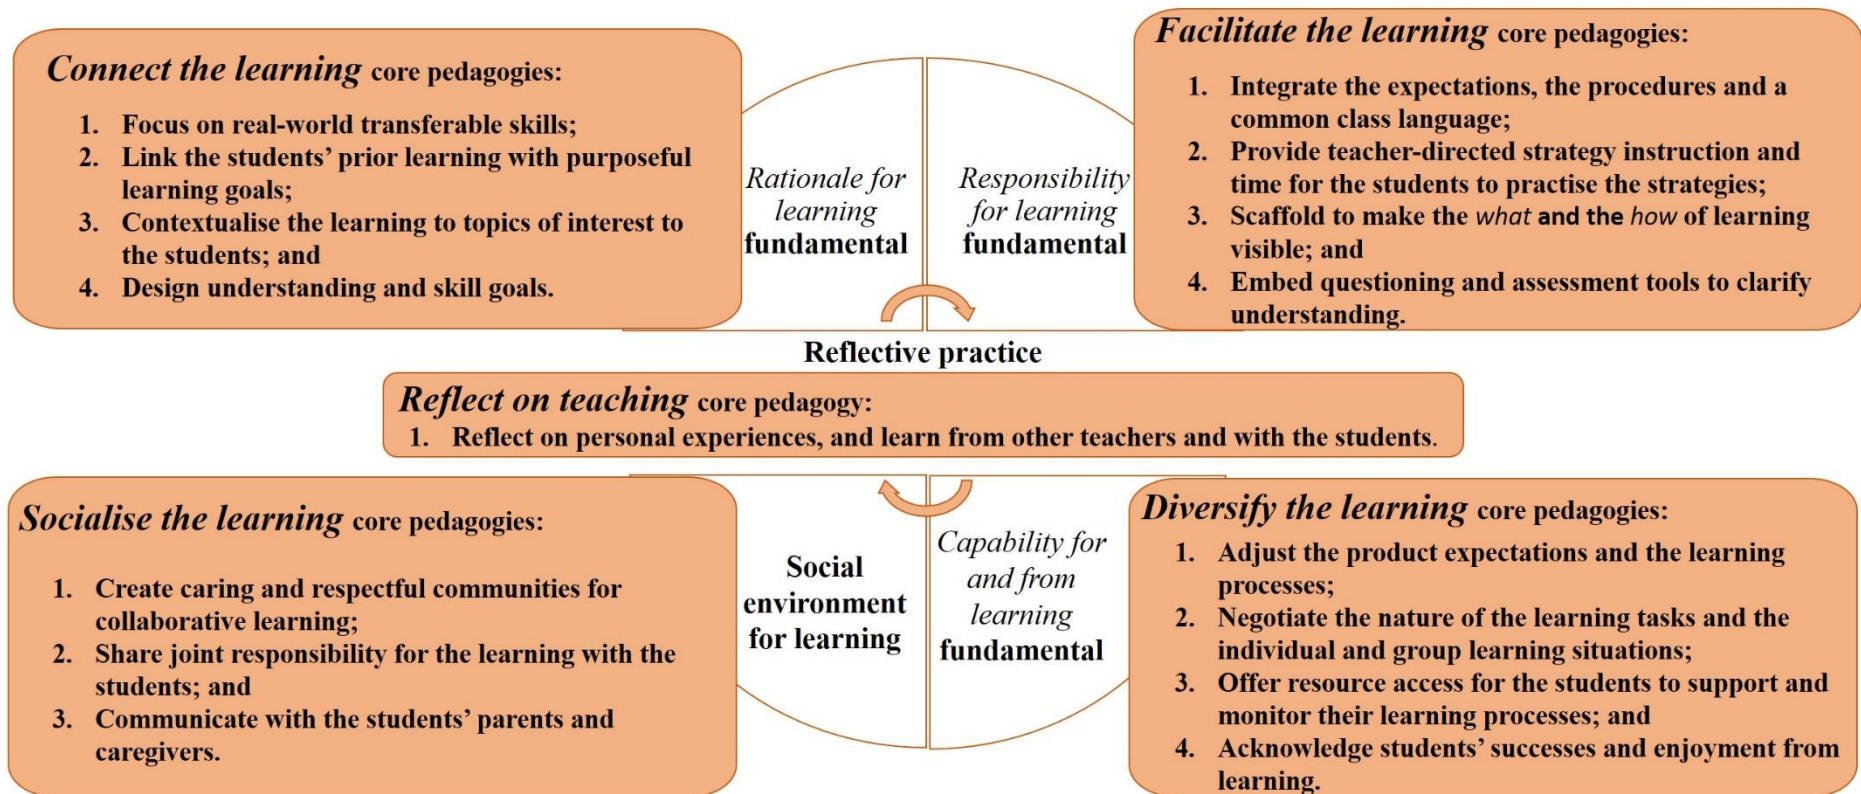 Connect the learning core pedagogies:
1. Focus on real-world transferable skills;
2. Link the students' prior learning with purposeful
learning goals;
3. Contextualise the learning to topics of interest to
the students; and
4. Design understanding and skill goals.
Rationale for
learning
fundamental
Responsibility
for learning
fundamental
Facilitate the learning core pedagogies:
1. Integrate the expectations, the procedures and a
common class language;
2. Provide teacher-directed strategy instruction and
time for the students to practise the strategies;
3. Scaffold to make the what and the how of learning
visible; and
4. Embed questioning and assessment tools to clarify
understanding.
Reflective practice
Reflect on teaching core pedagogy:
1. Reflect on personal experiences, and learn from other teachers and with the students.
Socialise the learning core pedagogies:
1. Create caring and respectful communities for
collaborative learning;
2. Share joint responsibility for the learning with the
students; and
3. Communicate with the students' parents and
caregivers.
Social
environment
for learning
Capability for
and from
learning
fundamental
Diversify the learning core pedagogies:
1. Adjust the product expectations and the learning
processes;
2. Negotiate the nature of the learning tasks and the
individual and group learning situations;
3. Offer resource access for the students to support and
monitor their learning processes; and
4. Acknowledge students' successes and enjoyment from
learning.